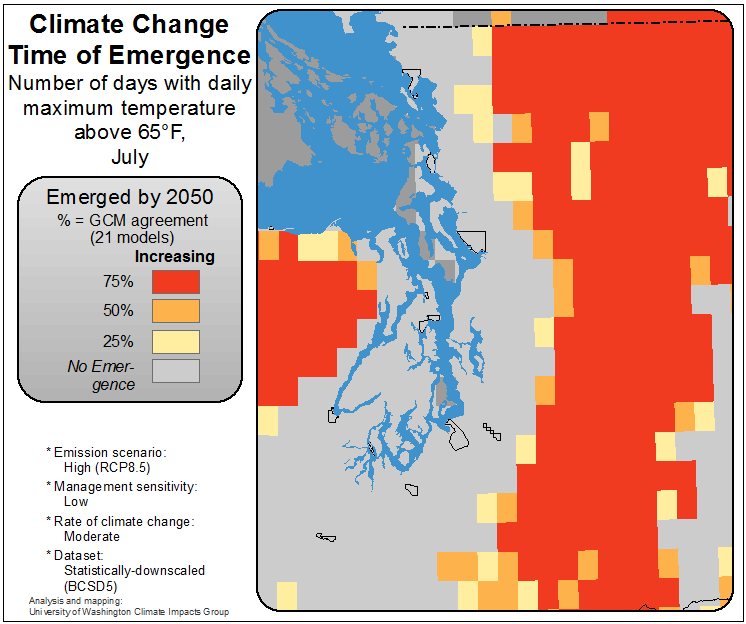 Climate Change
Time of Emergence
Number of days with daily
maximum temperature
above 65°F,
July
Emerged by 2050
% = GCM agreement
(21 models)
Increasing
75%
50%
25%
No Emer-
gence
* Emission scenario:
High (RCP8.5)
* Management sensitivity:
Low
* Rate of climate change:
Moderate
* Dataset:
Statistically-downscaled
(BCSD5)
Analysis and mapping:
University of Washington Climate Impacts Group